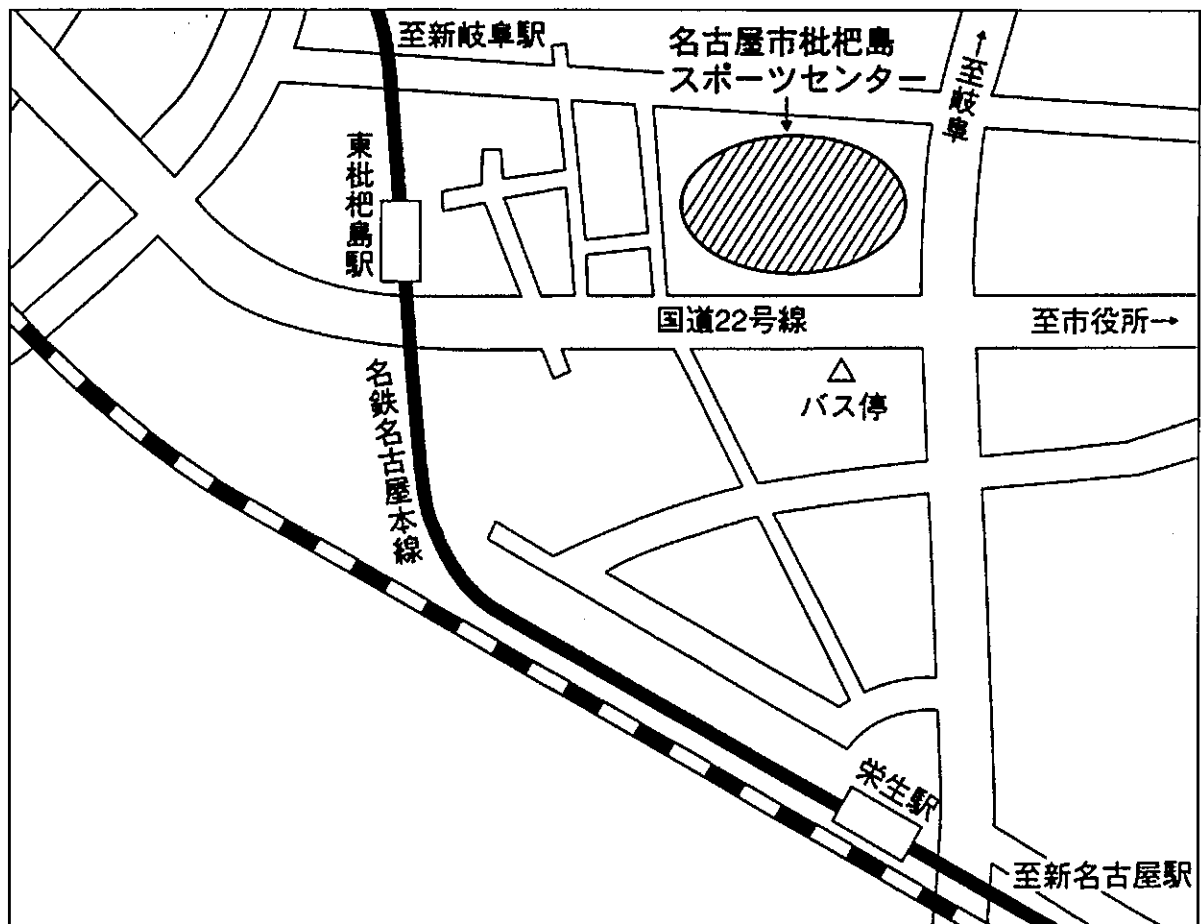 至新岐阜駅
名古屋市枇杷島
スポーツセンター
→至岐阜
東枇杷島駅
国道22号線
至市役所→
バス停
名鉄名古屋本線
栄生駅
至新名古屋駅